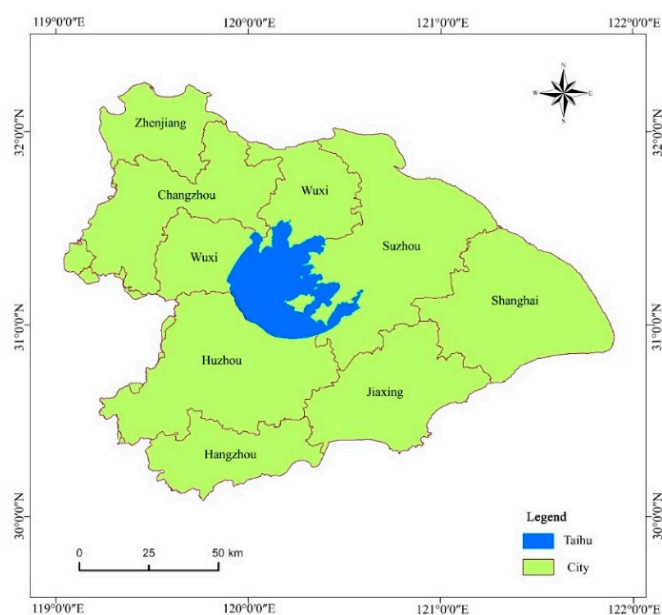 119°0′0″E 120°0′0″E 121°0′0″E 122°0′0″E
N
W E
S
32°0′0″N 32°0′0″N
Zhenjiang
Changzhou Wuxi
Wuxi Suzhou
Shanghai
31°0′0″N 31°0′0″N
Huzhou
Jiaxing
Hangzhou
30°0′0″N 30°0′0″N
Legend
Taihu
City
0 25 50 km
119°0′0″E 120°0′0″E 121°0′0″E 122°0′0″E